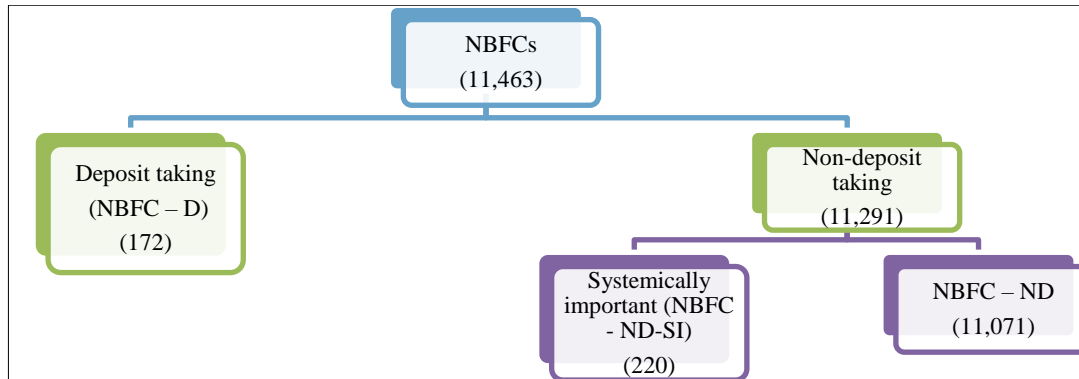 NBFCs
(11,463)
Deposit taking
(NBFC – D)
(172)
Non-deposit
taking
(11,291)
Systemically
important (NBFC
- ND-SI)
(220)
NBFC – ND
(11,071)